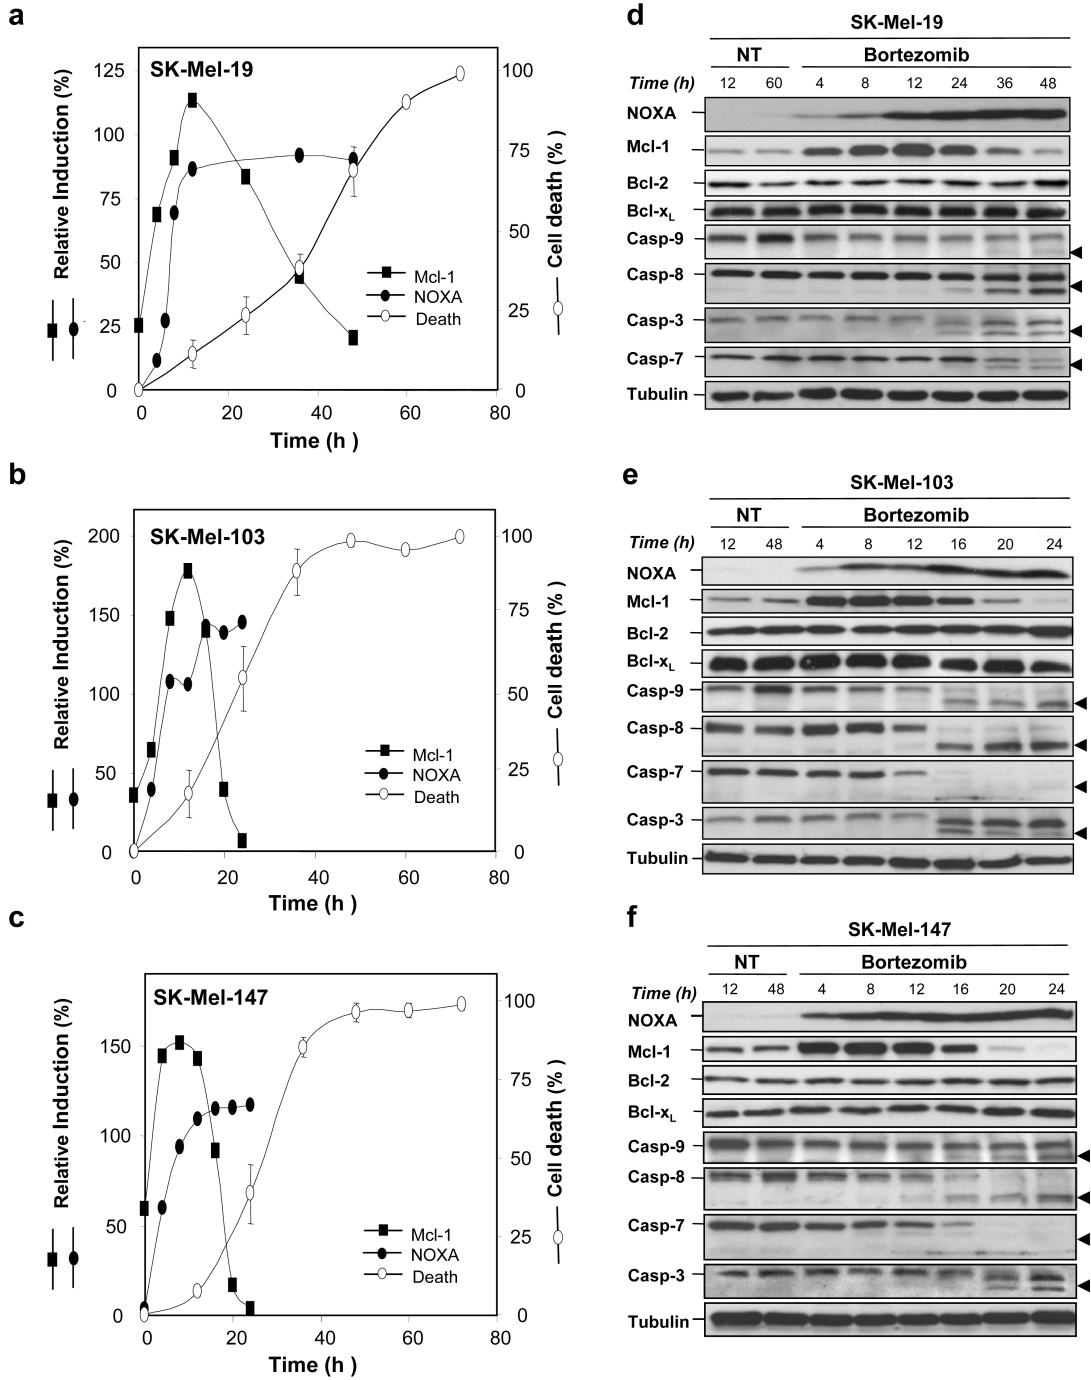 a
SK-Mel-19
Relative Induction (%)
125
100
75
50
25
0
100
75
50
25
0
Cell death (% )
Mcl-1
NOXA
Death
0 20 40 60 80
Time (h )
b
SK-Mel-103
Relative Induction (%)
200
150
100
50
0
100
75
50
25
0
Cell death (% )
Mcl-1
NOXA
Death
0 20 40 60 80
Time (h )
c
SK-Mel-147
Relative Induction (%)
150
100
50
0
100
75
50
25
0
Cell death (% )
Mcl-1
NOXA
Death
0 20 40 60 80
Time (h )
d
SK-Mel-19
NT Bortezomib
Time (h) 12 60 4 8 12 24 36 48
NOXA
Mcl-1
Bcl-2
Bcl-xL
Casp-9
Casp-8
Casp-3
Casp-7
Tubulin
e
SK-Mel-103
NT Bortezomib
Time (h) 12 48 4 8 12 16 20 24
NOXA
Mcl-1
Bcl-2
Bcl-xL
Casp-9
Casp-8
Casp-7
Casp-3
Tubulin
f
SK-Mel-147
NT Bortezomib
Time (h) 12 48 4 8 12 16 20 24
NOXA
Mcl-1
Bcl-2
Bcl-xL
Casp-9
Casp-8
Casp-7
Casp-3
Tubulin